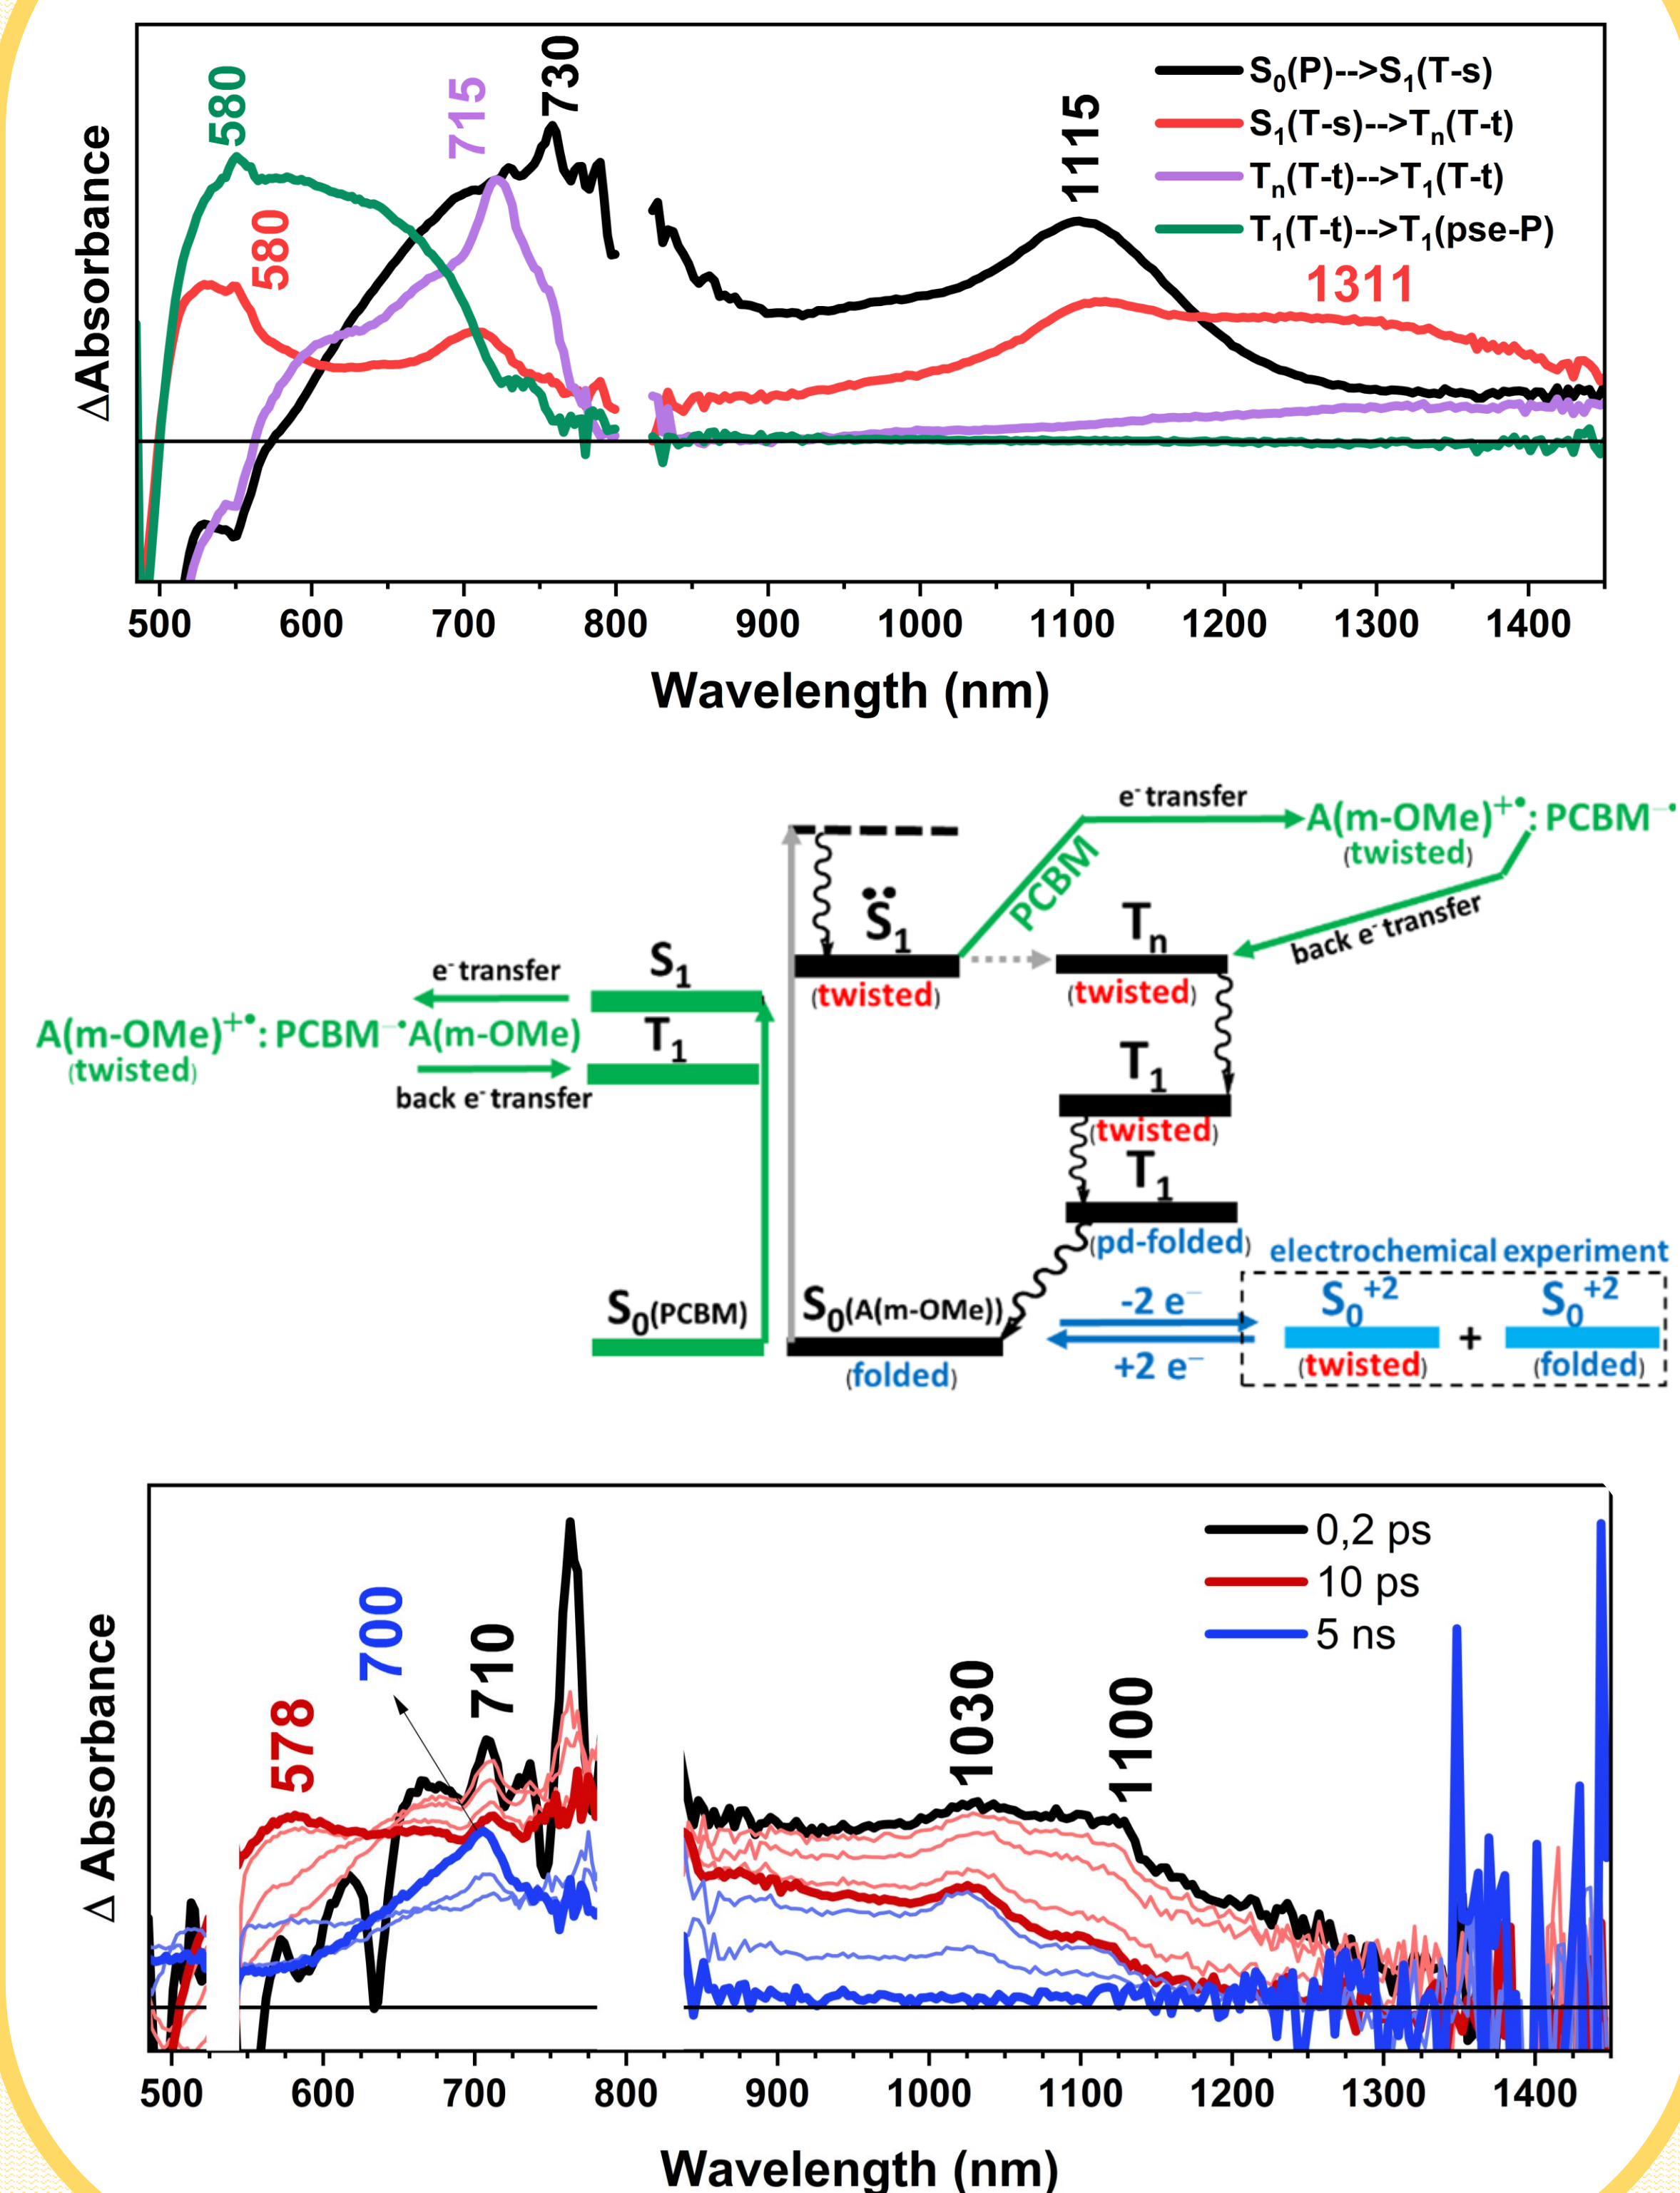 580
580
715
730
1115
1311
S0(P)-->S1(T-s)
S1(T-s)-->Tn(T-t)
Tn(T-t)-->T1(T-t)
T1(T-t)-->T1(pse-P)
ΔAbsorbance
500 600 700 800 900 1000 1100 1200 1300 1400
Wavelength (nm)
e- transfer
A(m-OMe)+•: PCBM–•
(twisted)
PCBM
back e- transfer
S̈1
(twisted)
Tn
(twisted)
S1
e- transfer
A(m-OMe)+•: PCBM–•A(m-OMe)
(twisted)
T1
back e- transfer
T1
(twisted)
T1
(pd-folded)
electrochemical experiment
S0(PCBM)
S0(A(m-OMe))
(folded)
-2 e–
+2 e–
S0+2
(twisted)
+
S0+2
(folded)
578
700
710
1030
1100
0,2 ps
10 ps
5 ns
Δ Absorbance
500 600 700 800 900 1000 1100 1200 1300 1400
Wavelength (nm)